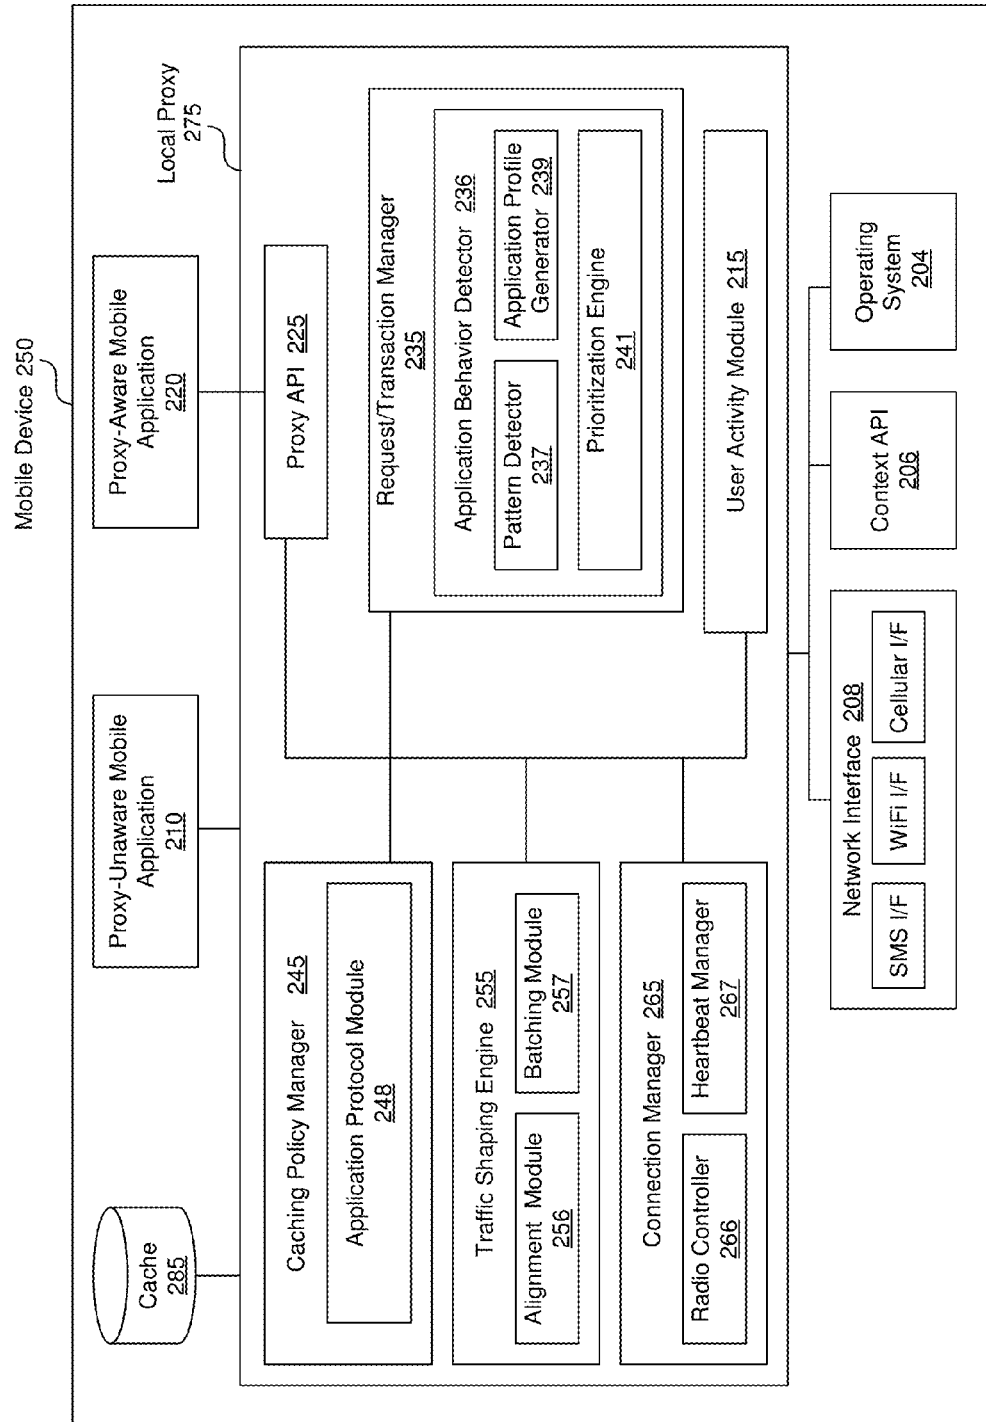 Mobile Device 250
Cache
285
Proxy-Unaware Mobile
Application
210
Proxy-Aware Mobile
Application
220
Local Proxy
275
Caching Policy Manager 245
Application Protocol Module
248
Proxy API 225
Request/Transaction Manager
235
Application Behavior Detector 236
Pattern Detector
237
Application Profile
Generator 239
Prioritization Engine
241
Traffic Shaping Engine 255
Alignment Module
256
Batching Module
257
Connection Manager 265
Radio Controller
266
Heartbeat Manager
267
User Activity Module 215
Network Interface 208
SMS I/F
WiFi I/F
Cellular I/F
Context API
206
Operating
System
204